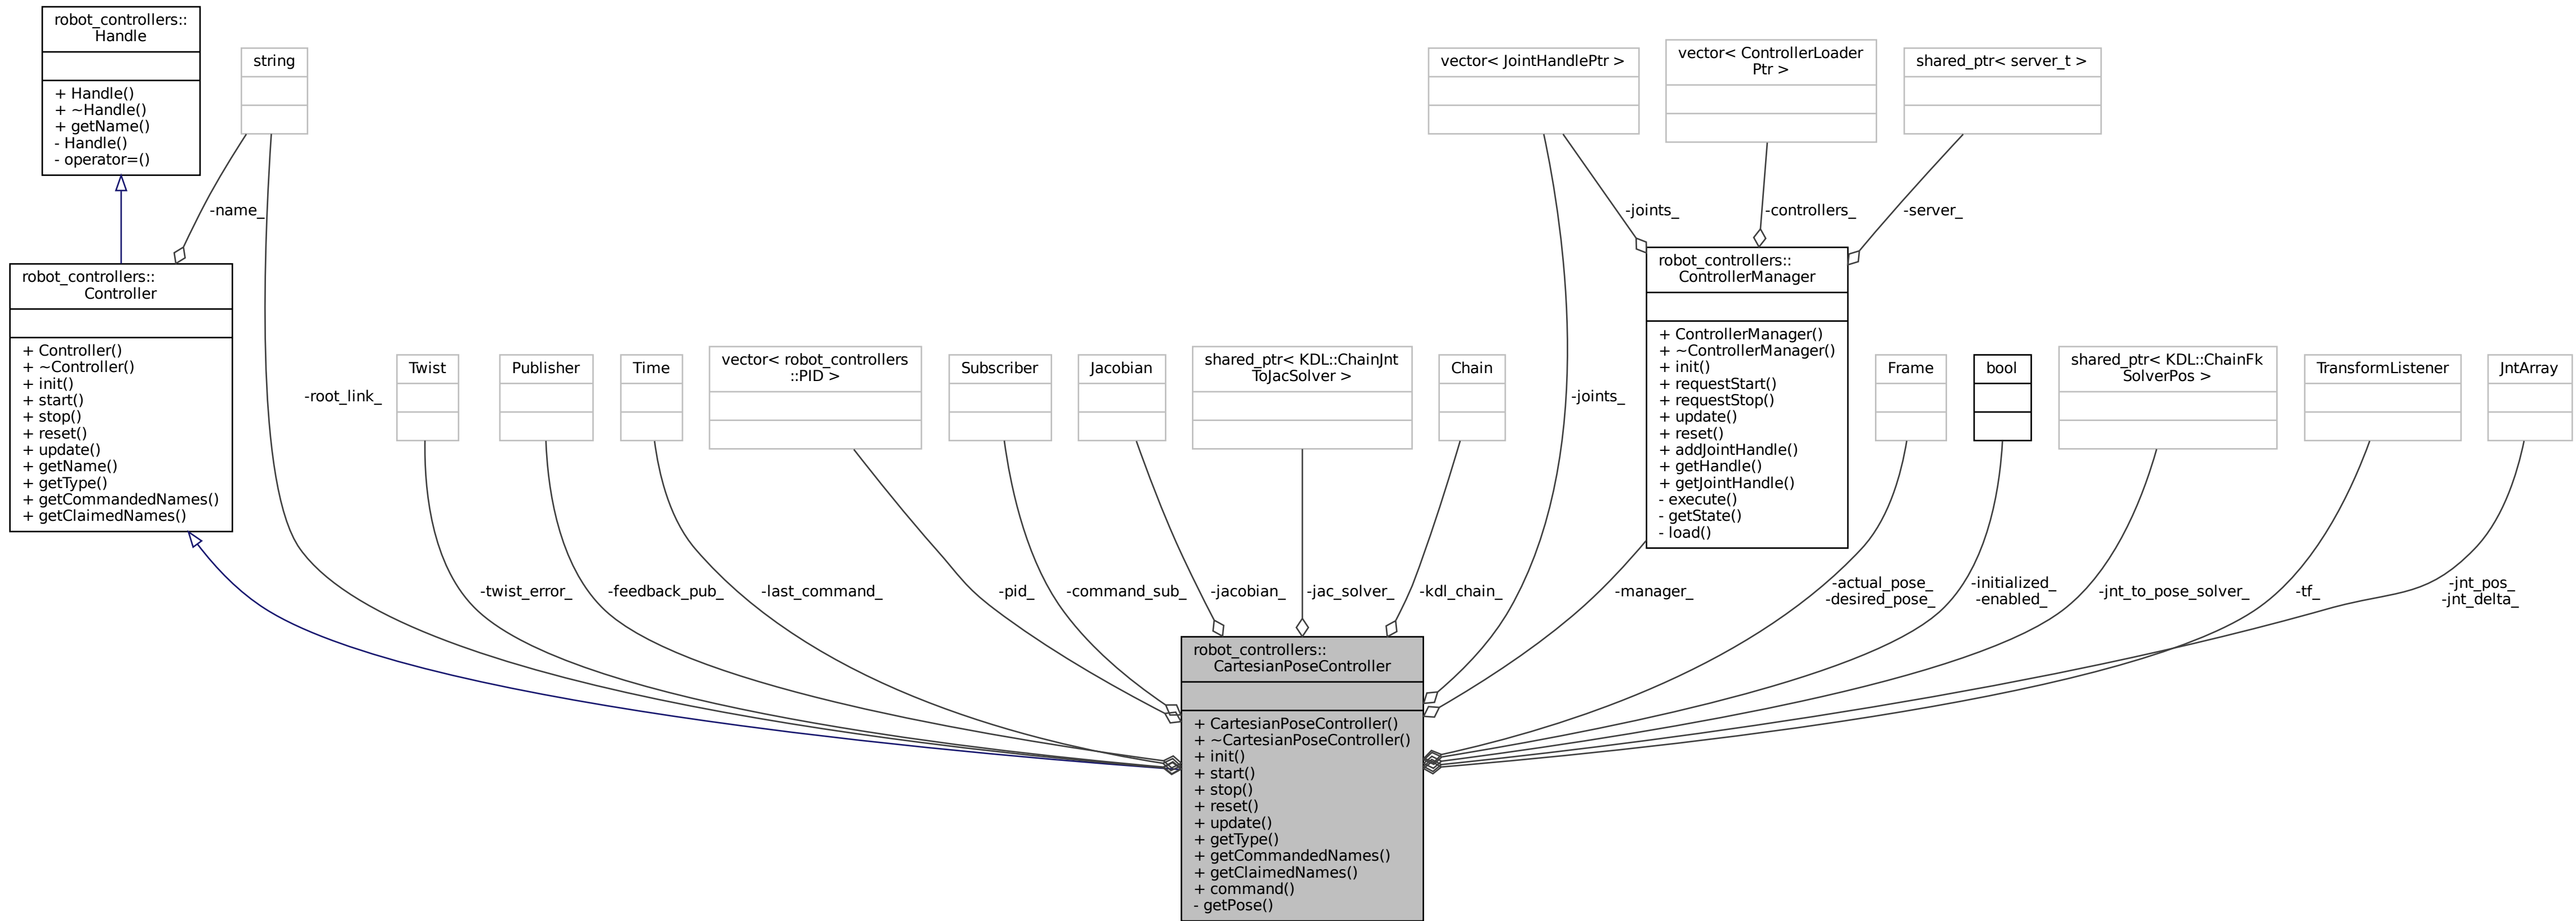 robot_controllers::
Handle
+ Handle()
+ ~Handle()
+ getName()
- Handle()
- operator=()
string
vector< JointHandlePtr >
vector< ControllerLoader
Ptr >
shared_ptr< server_t >
-name_
-joints_
-controllers_
-server_
robot_controllers::
Controller
+ Controller()
+ ~Controller()
+ init()
+ start()
+ stop()
+ reset()
+ update()
+ getName()
+ getType()
+ getCommandedNames()
+ getClaimedNames()
robot_controllers::
ControllerManager
+ ControllerManager()
+ ~ControllerManager()
+ init()
+ requestStart()
+ requestStop()
+ update()
+ reset()
+ addJointHandle()
+ getHandle()
+ getJointHandle()
- execute()
- getState()
- load()
-root_link_
Twist
Publisher
Time
vector< robot_controllers
::PID >
Subscriber
Jacobian
shared_ptr< KDL::ChainJnt
ToJacSolver >
Chain
-joints_
Frame
bool
shared_ptr< KDL::ChainFk
SolverPos >
TransformListener
JntArray
-twist_error_
-feedback_pub_
-last_command_
-pid_
-command_sub_
-jacobian_
-jac_solver_
-kdl_chain_
-manager_
-actual_pose_
-desired_pose_
-initialized_
-enabled_
-jnt_to_pose_solver_
-tf_
-jnt_pos_
-jnt_delta_
robot_controllers::
CartesianPoseController
+ CartesianPoseController()
+ ~CartesianPoseController()
+ init()
+ start()
+ stop()
+ reset()
+ update()
+ getType()
+ getCommandedNames()
+ getClaimedNames()
+ command()
- getPose()